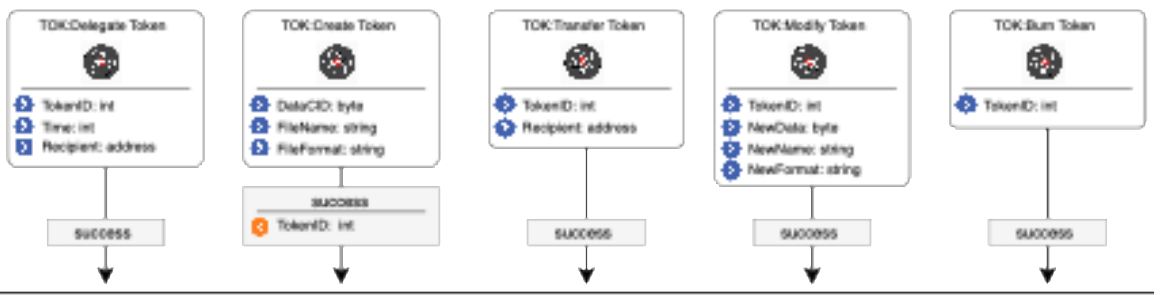 TOK:Delegate Token
TokenID: int
Time: int
Recipient: address
success
TOK:Create Token
DataCID: byte
FileName: string
FileFormat: string
success
TokenID: int
TOK:Transfer Token
TokenID: int
Recipient: address
success
TOK:Modify Token
TokenID: int
NewData: byte
NewName: string
NewFormat: string
success
TOK:Burn Token
TokenID: int
success